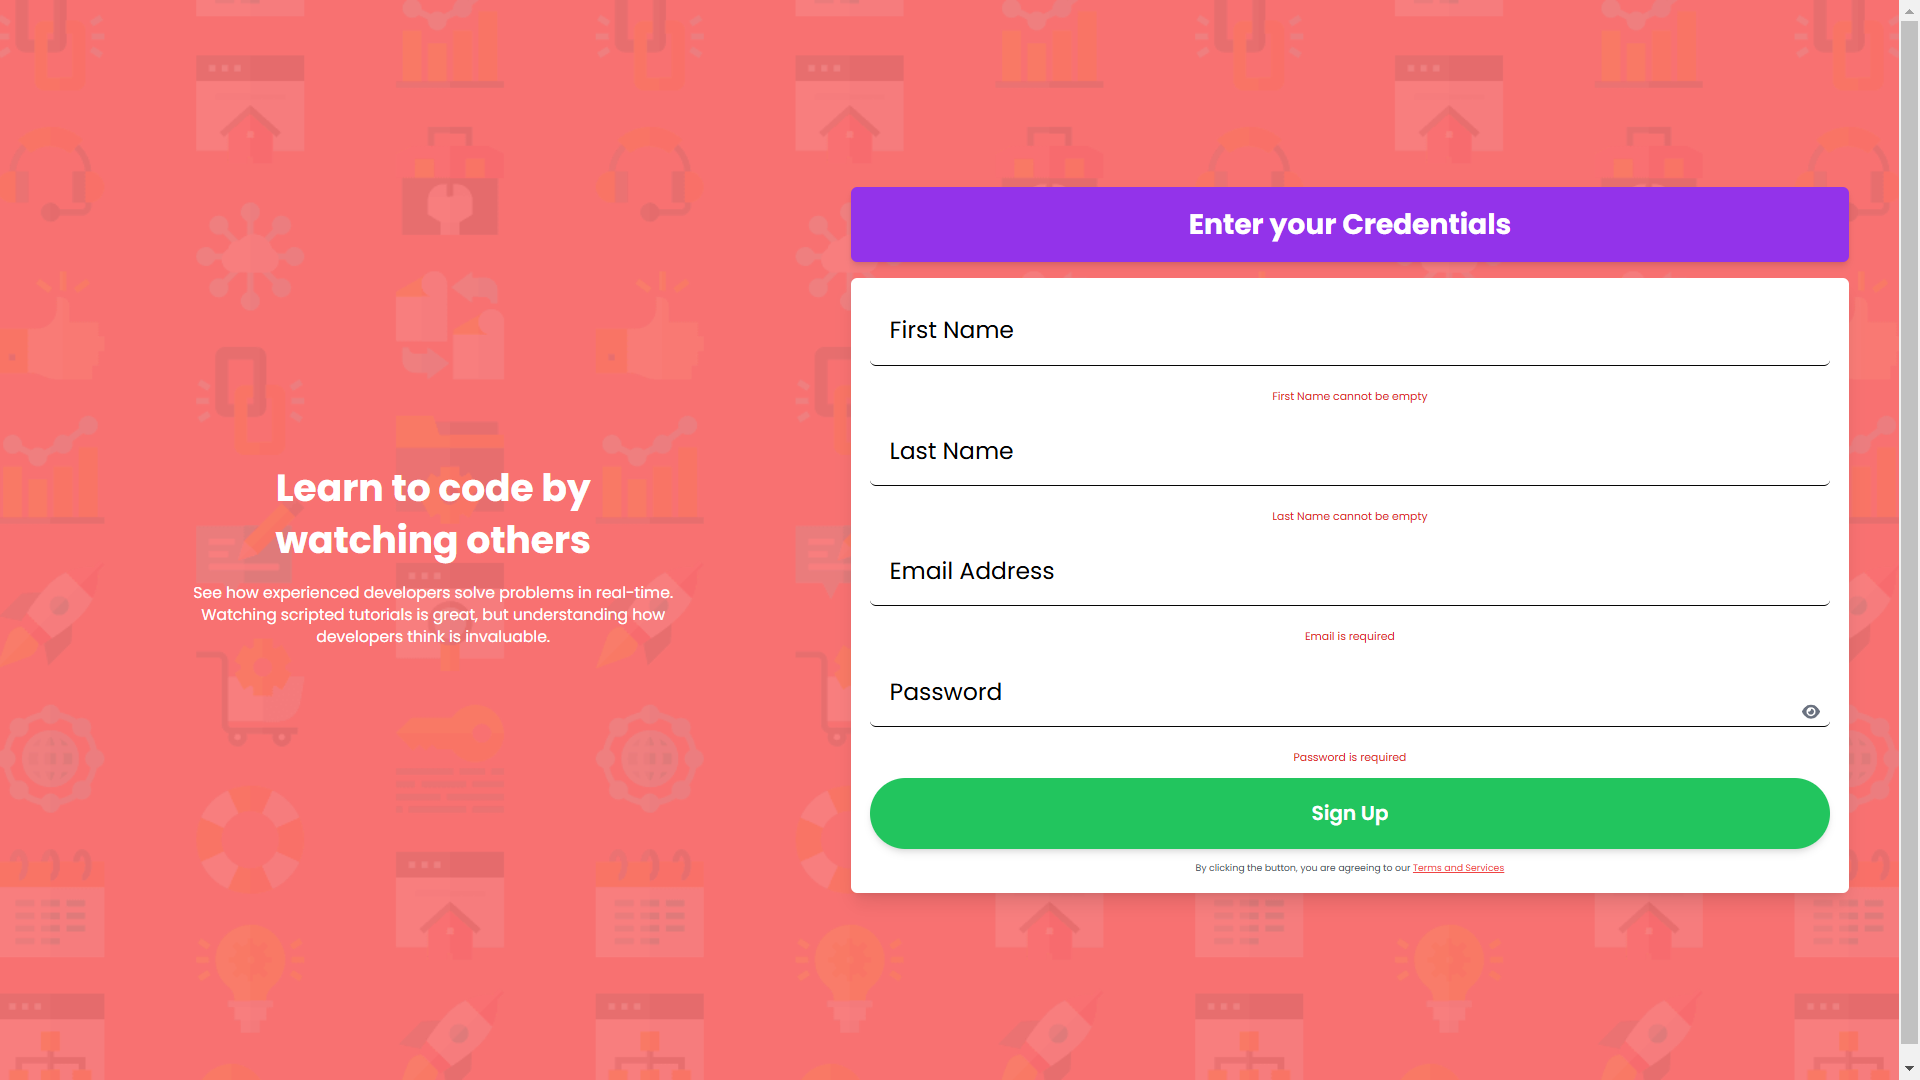 Learn to code by
watching others
See how experienced developers solve problems in real-time.
Watching scripted tutorials is great, but understanding how
developers think is invaluable.
Enter your Credentials
First Name
First Name cannot be empty
Last Name
Last Name cannot be empty
Email Address
Email is required
Password
Password is required
Sign Up
By clicking the button, you are agreeing to our Terms and Services